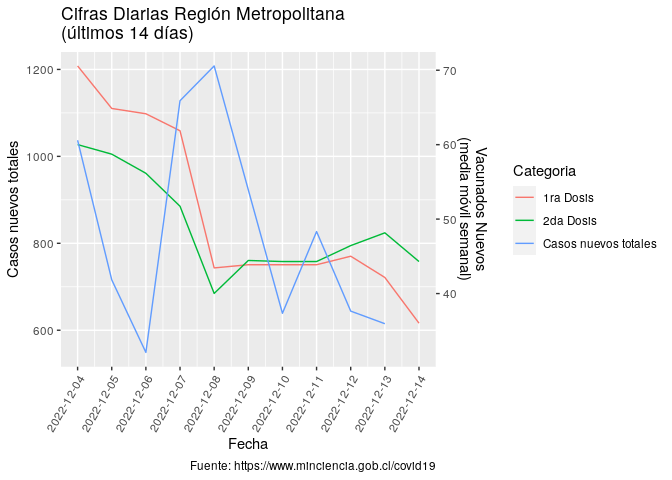 Cifras Diarias Región Metropolitana
(últimos 14 días)
1200
1000
800
600
Casos nuevos totales
70
60
50
40
Vacunados Nuevos
(media móvil semanal)
2022-12-04
2022-12-05
2022-12-06
2022-12-07
2022-12-08
2022-12-09
2022-12-10
2022-12-11
2022-12-12
2022-12-13
2022-12-14
Fecha
Categoria
1ra Dosis
2da Dosis
Casos nuevos totales
Fuente: https://www.minciencia.gob.cl/covid19